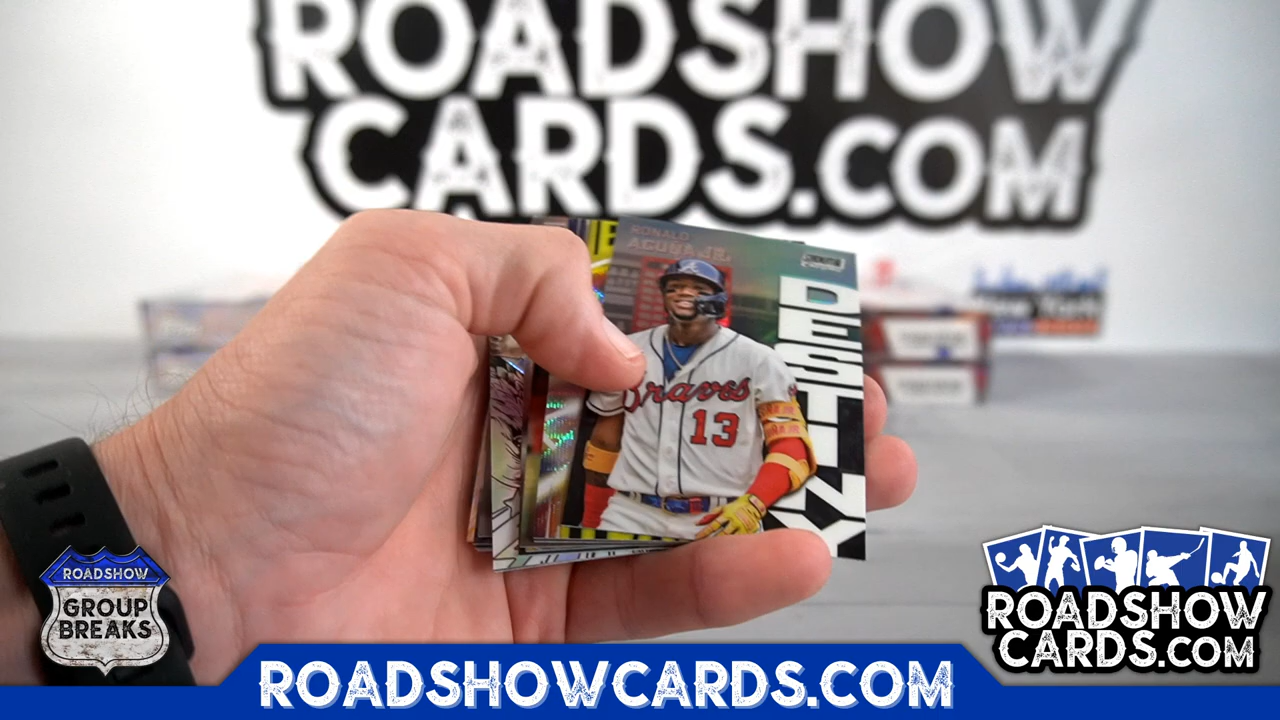 ROADSHOW
CARDS.COM
RONALD
ACUÑA JR.
DESTINY
Braves
13
ROADSHOW
GROUP
BREAKS
ROADSHOW
CARDS.COM
ROADSHOWCARDS.COM